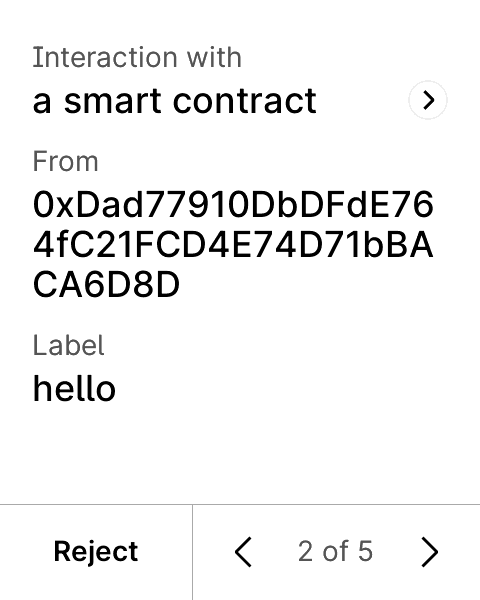 Interaction with
a smart contract
From
0xDad77910DbDFdE76
4fC21FCD4E74D71bBA
CA6D8D
Label
hello
Reject
2 of 5